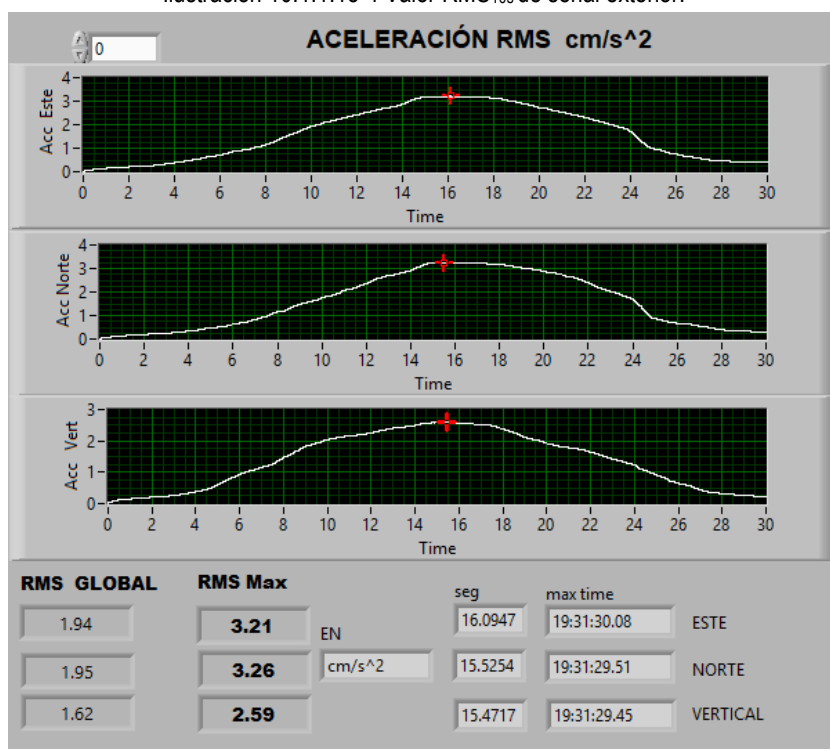 Ilustración Valor de señal exterior.
0
ACELERACIÓN RMS cm/s^2
Acc Este
4
3
2
1
0
0 2 4 6 8 10 12 14 16 18 20 22 24 26 28 30
Time
Acc Norte
4
3
2
1
0
0 2 4 6 8 10 12 14 16 18 20 22 24 26 28 30
Time
Acc Vert
3
2
1
0
0 2 4 6 8 10 12 14 16 18 20 22 24 26 28 30
Time
RMS GLOBAL RMS Max seg max time
1.94 3.21 EN 16.0947 19:31:30.08 ESTE
1.95 3.26 cm/s^2 15.5254 19:31:29.51 NORTE
1.62 2.59 15.4717 19:31:29.45 VERTICAL